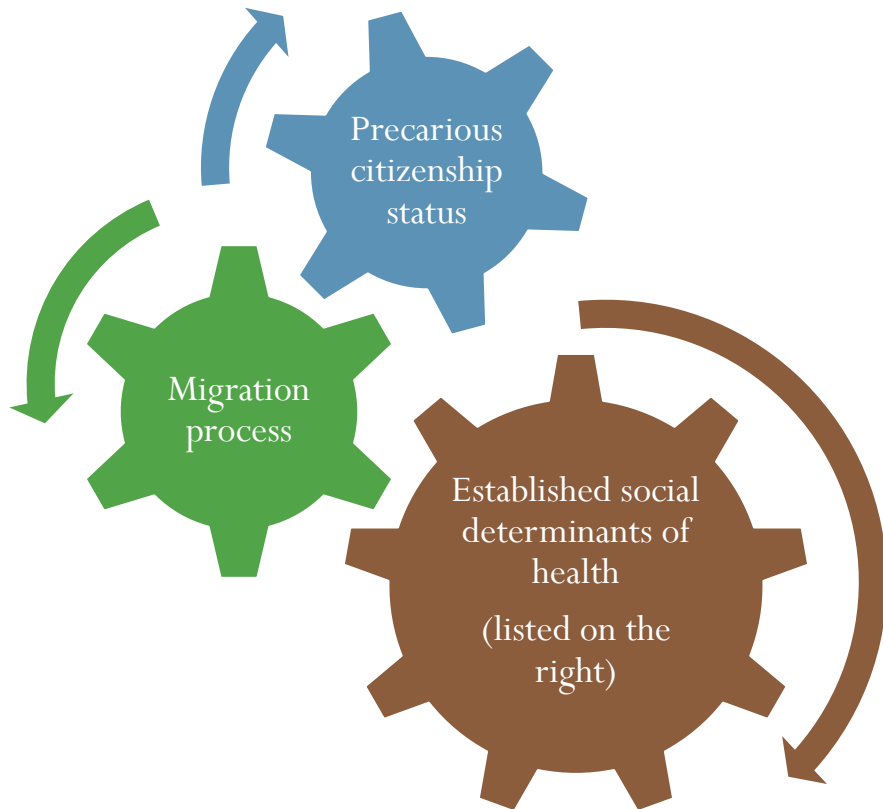 Precarious
citizenship
status
Migration
process
Established social
determinants of
health
(listed on the
right)